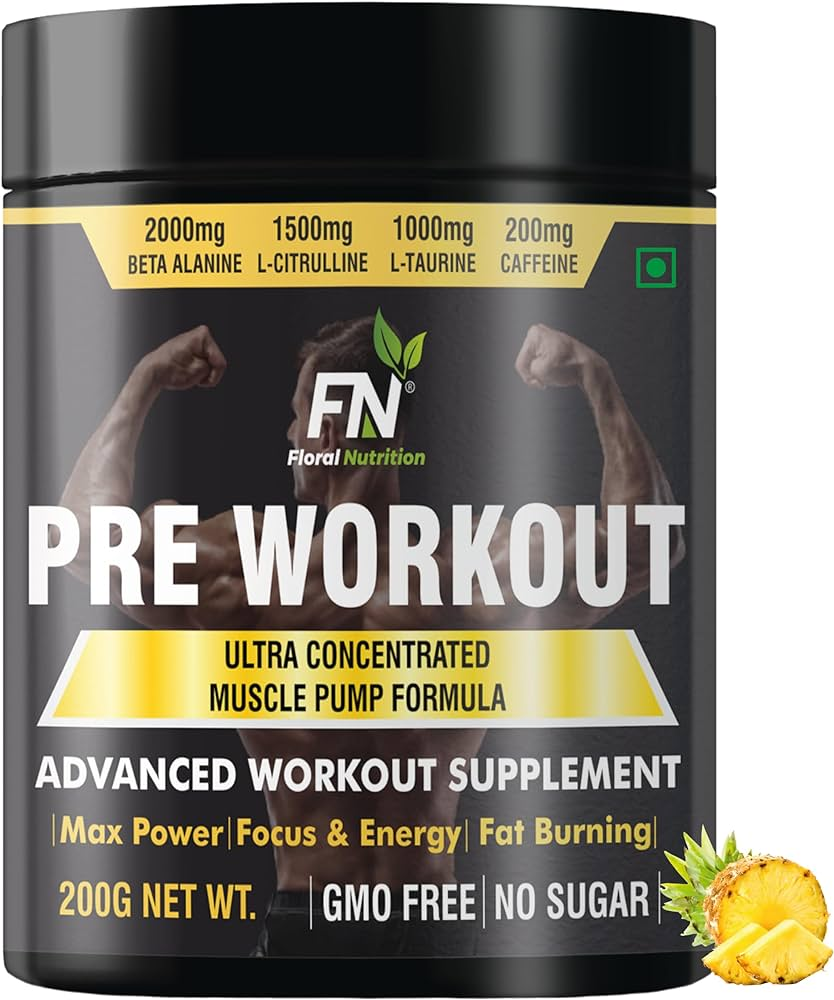 2000mg 1500mg 1000mg 200mg
BETA ALANINE L-CITRULLINE L-TAURINE CAFFEINE
FN®
Floral Nutrition
PRE WORKOUT
ULTRA CONCENTRATED
MUSCLE PUMP FORMULA
ADVANCED WORKOUT SUPPLEMENT
|Max Power|Focus & Energy| Fat Burning|
200G NET WT. |GMO FREE|NO SUGAR|